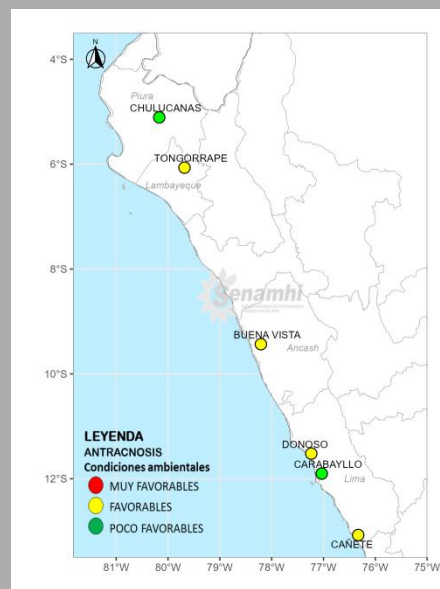 N
4°S
Piura
CHULUCANAS
TONGORRAPE
6°S
Lambayeque
8°S
Senamhi
BUENA VISTA
Ancash
10°S
DONOSO
CARABAYLLO
12°S
Lima
CAÑETE
LEYENDA
ANTRACNOSIS
Condiciones ambientales
MUY FAVORABLES
FAVORABLES
POCO FAVORABLES
81°W 80°W 79°W 78°W 77°W 76°W 75°W